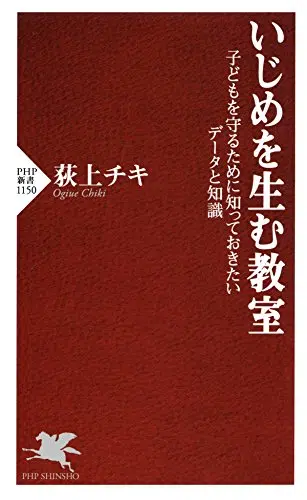 いじめを生む教室
子どもを守るために知っておきたい
データと知識
荻上チキ
Ogiue Chiki
PHP
新書
1150
PHP SHINSHO